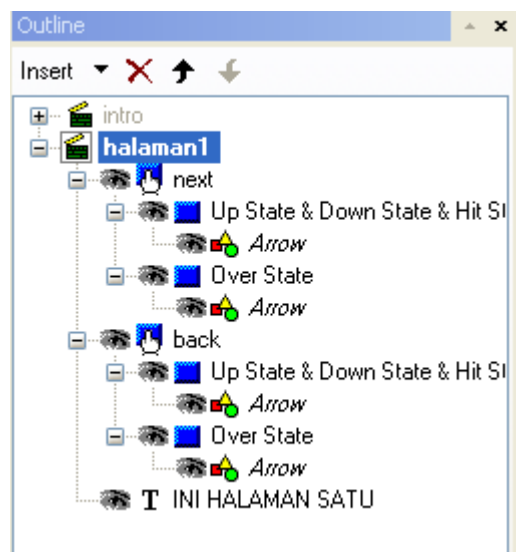 Outline
Insert
intro
halaman1
next
Up State & Down State & Hit St
Arrow
Over State
Arrow
back
Up State & Down State & Hit St
Arrow
Over State
Arrow
T INI HALAMAN SATU